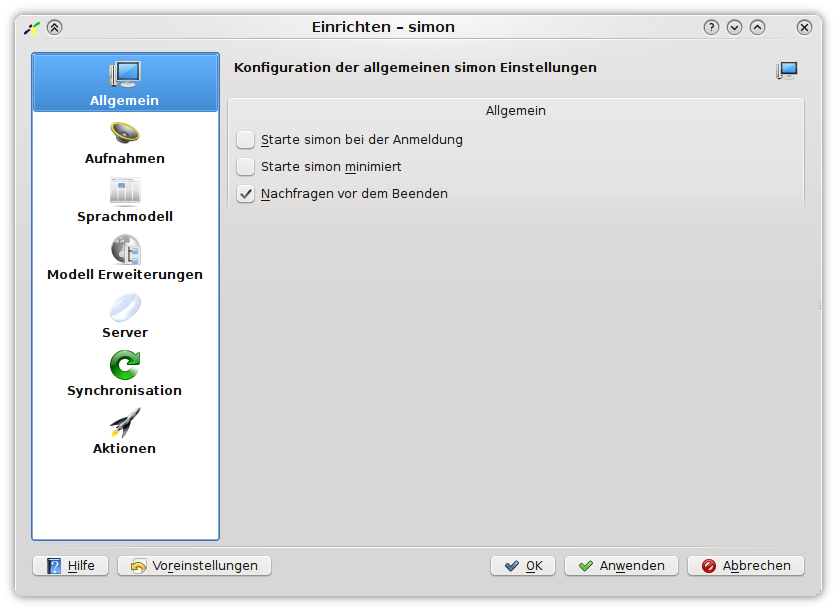 Einrichten – simon
Allgemein
Aufnahmen
Sprachmodell
Modell Erweiterungen
Server
Synchronisation
Aktionen
Konfiguration der allgemeinen simon Einstellungen
Allgemein
Starte simon bei der Anmeldung
Starte simon minimiert
Nachfragen vor dem Beenden
Hilfe
Voreinstellungen
OK
Anwenden
Abbrechen